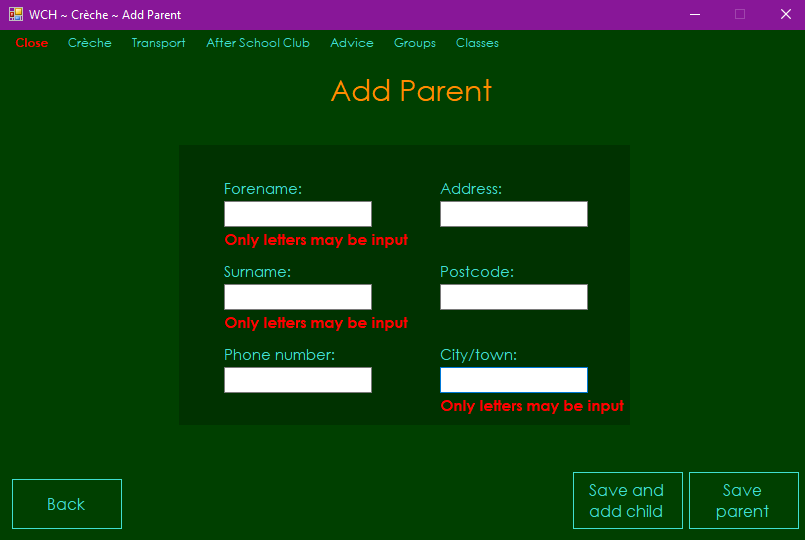 WCH ~ Crèche ~ Add Parent
Close Crèche Transport After School Club Advice Groups Classes
Add Parent
Forename: Address:
Only letters may be input
Surname: Postcode:
Only letters may be input
Phone number: City/town:
Only letters may be input
Back
Save and
add child
Save
parent